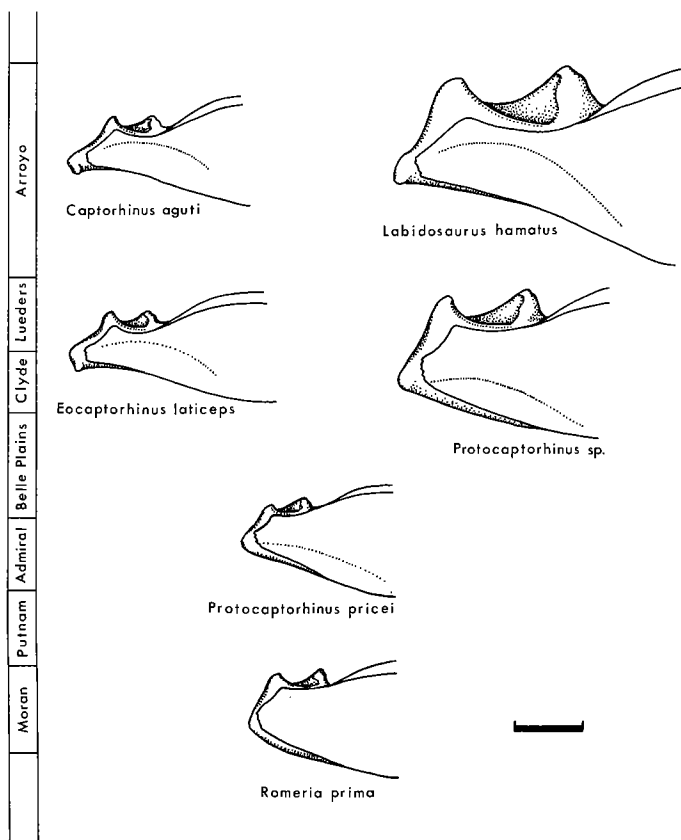 Arroyo
Lueders
Clyde
Belle Plains
Admiral
Putnam
Moran
Captorhinus aguti
Labidosaurus hamatus
Eocaptorhinus laticeps
Protocaptorhinus sp.
Protocaptorhinus pricei
Romeria prima